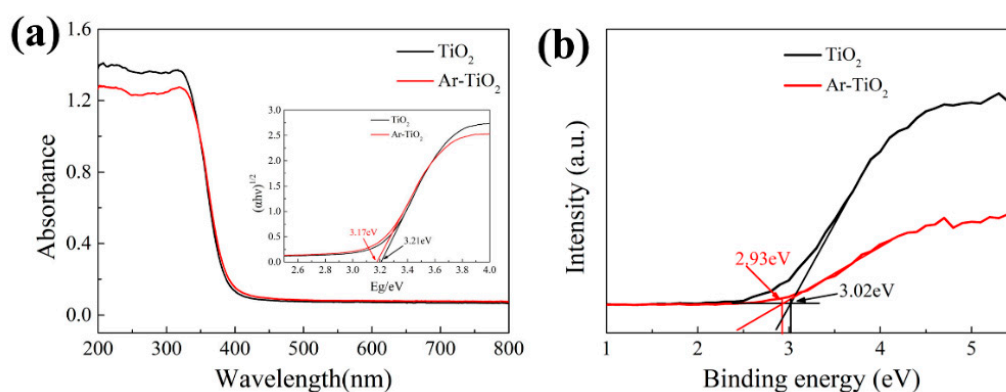 (a)
TiO2
Ar-TiO2
1.6
1.2
0.8
0.4
0.0
Absorbance
200 300 400 500 600 700 800
Wavelength(nm)
TiO2
Ar-TiO2
3.0
2.5
2.0
1.5
1.0
0.5
0.0
(αhν)1/2
3.17eV
3.21eV
2.6 2.8 3.0 3.2 3.4 3.6 3.8 4.0
Eg/eV
(b)
TiO2
Ar-TiO2
Intensity (a.u.)
2.93eV
3.02eV
1 2 3 4 5
Binding energy (eV)